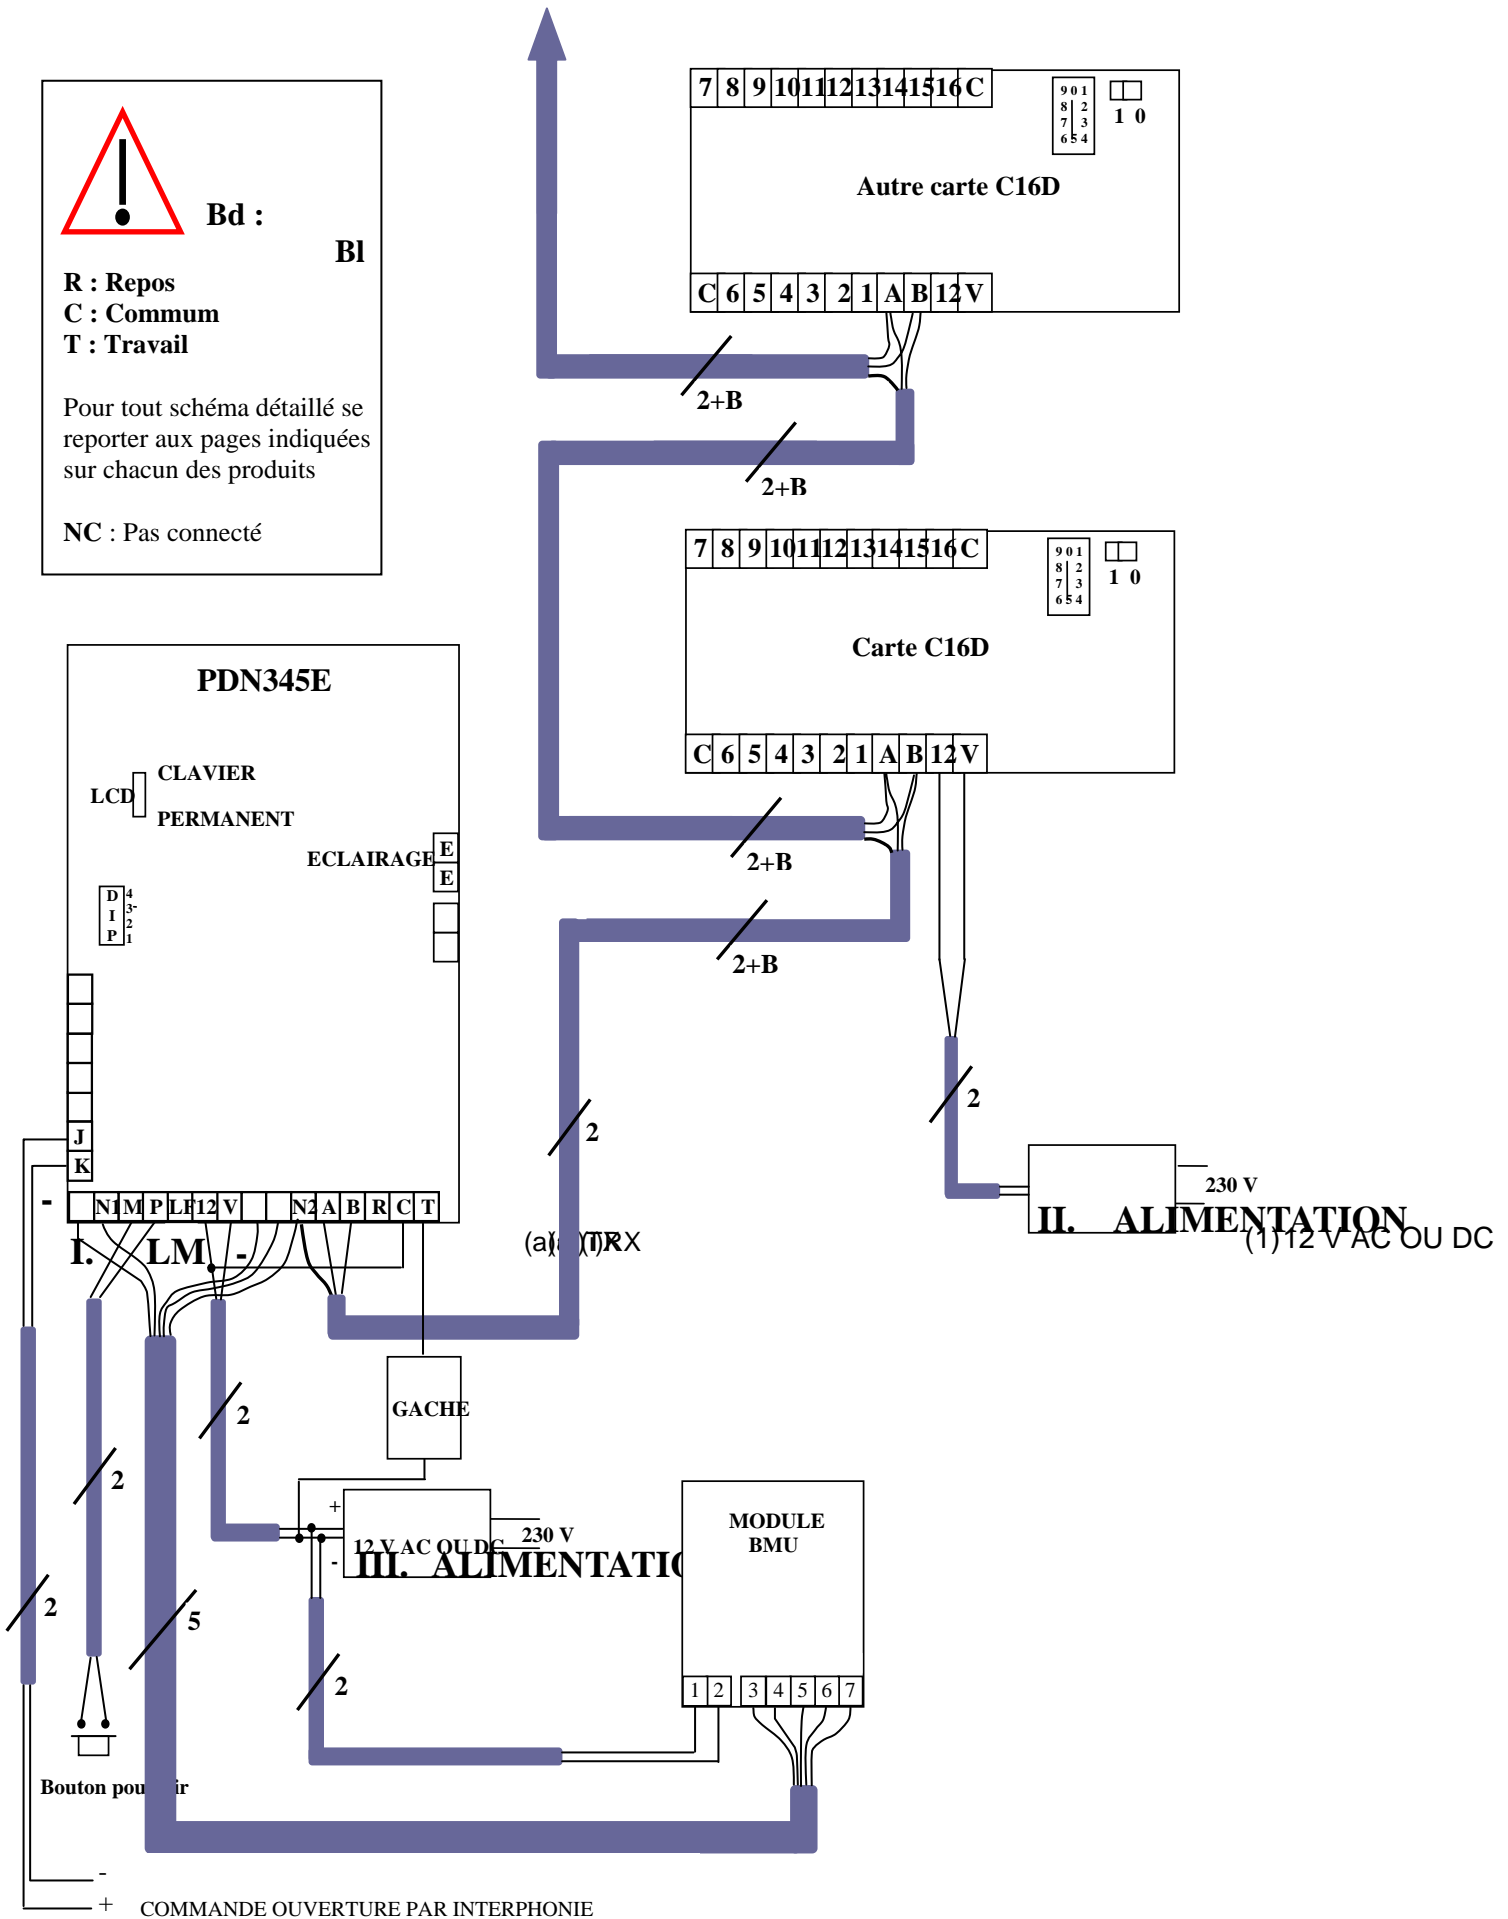 7 8 9 10 11 12 13 14 15 16 C
9 0 1
8 2
7 3
6 5 4
1 0
Autre carte C16D
C 6 5 4 3 2 1 A B 12 V
Bd :
Bl
R : Repos
C : Commum
T : Travail
Pour tout schéma détaillé se
reporter aux pages indiquées
sur chacun des produits
NC : Pas connecté
2+B
2+B
7 8 9 10 11 12 13 14 15 16 C
9 0 1
8 2
7 3
6 5 4
1 0
Carte C16D
C 6 5 4 3 2 1 A B 12 V
2+B
2+B
PDN345E
CLAVIER
LCD
PERMANENT
ECLAIRAGE
E
E
D 4
I 3-
2
P 1
J
K
-
N1 M P LF 12 V N2 A B R C T
I. LM -
2
2
230 V
II. ALIMENTATION
(1) 12 V AC OU DC
GACHE
2
2
2
5
2
+
-
12 V AC OU DC
230 V
III. ALIMENTATIO
MODULE
BMU
1 2 3 4 5 6 7
Bouton pou ir
-
+ COMMANDE OUVERTURE PAR INTERPHONIE